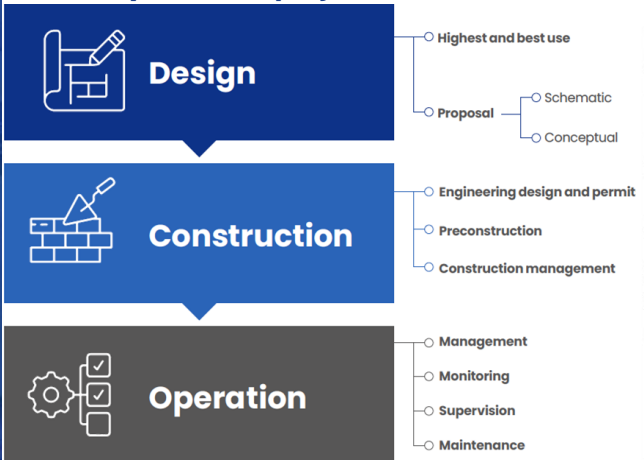 Design
Highest and best use
Proposal
Schematic
Conceptual
Construction
Engineering design and permit
Preconstruction
Construction management
Operation
Management
Monitoring
Supervision
Maintenance